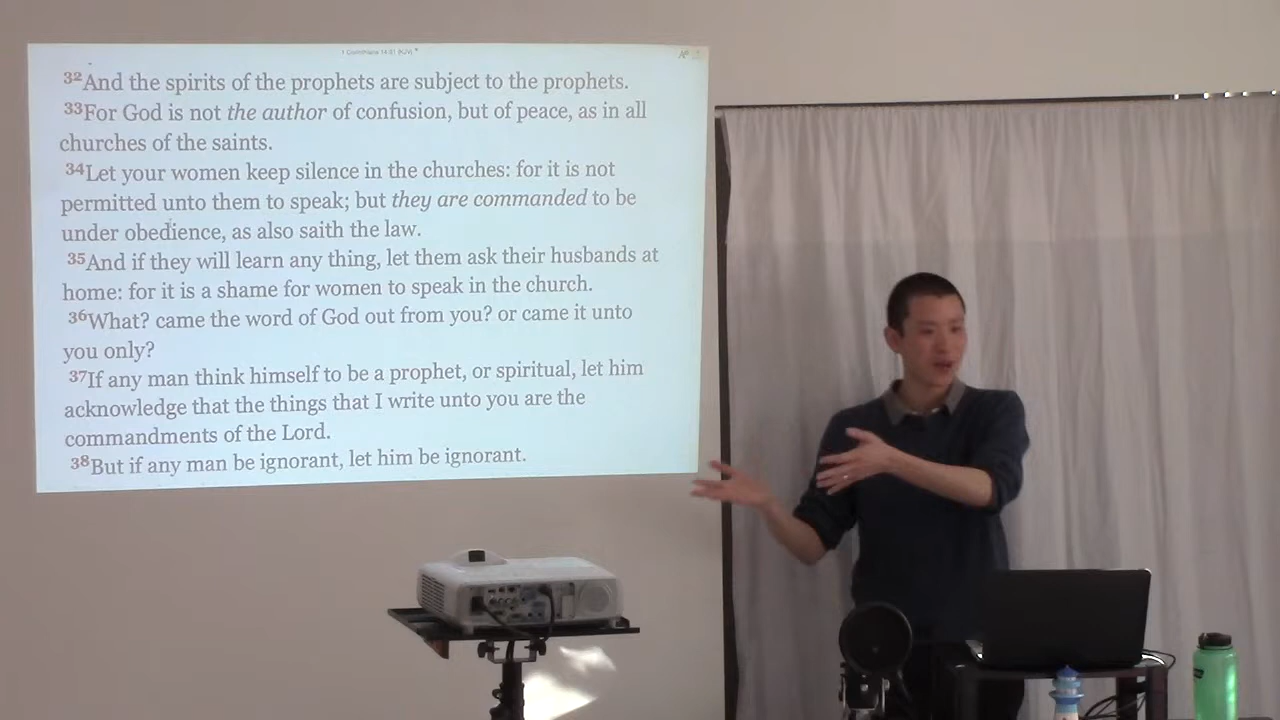 1 Corinthians 14:31 (KJV)
32And the spirits of the prophets are subject to the prophets.
33For God is not the author of confusion, but of peace, as in all
churches of the saints.
34Let your women keep silence in the churches: for it is not
permitted unto them to speak; but they are commanded to be
under obedience, as also saith the law.
35And if they will learn any thing, let them ask their husbands at
home: for it is a shame for women to speak in the church.
36What? came the word of God out from you? or came it unto
you only?
37If any man think himself to be a prophet, or spiritual, let him
acknowledge that the things that I write unto you are the
commandments of the Lord.
38But if any man be ignorant, let him be ignorant.